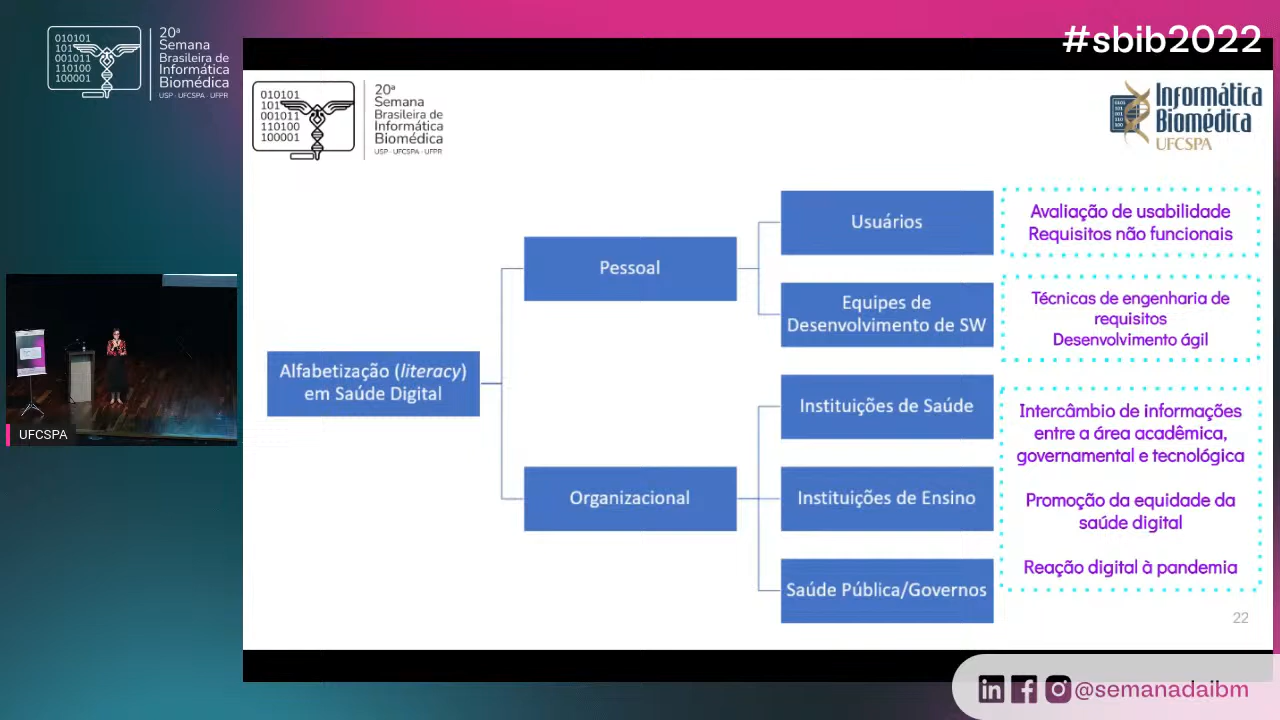 010101
101
001011
110100
100001
20ª
Semana
Brasileira de
Informática
Biomédica
USP · UFCSPA · UFPR
#sbib2022
010101
101
001011
110100
100001
20ª
Semana
Brasileira de
Informática
Biomédica
USP · UFCSPA · UFPR
Informática
Biomédica
UFCSPA
Alfabetização (literacy)
em Saúde Digital
Pessoal
Organizacional
Usuários
Equipes de
Desenvolvimento de SW
Instituições de Saúde
Instituições de Ensino
Saúde Pública/Governos
Avaliação de usabilidade
Requisitos não funcionais
Técnicas de engenharia de
requisitos
Desenvolvimento ágil
Intercâmbio de informações
entre a área acadêmica,
governamental e tecnológica
Promoção da equidade da
saúde digital
Reação digital à pandemia
22
UFCSPA
@semanadaibm